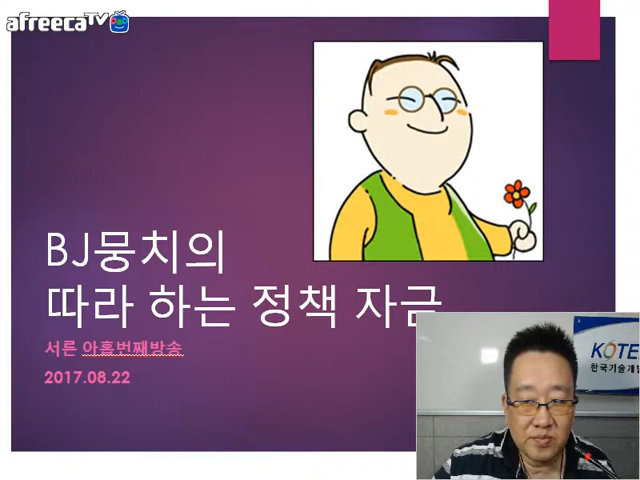 afreecaTV
BJ뭉치의
따라 하는 정책 자금
서른 아홉번째방송
2017.08.22
KOTE
한국기술개발